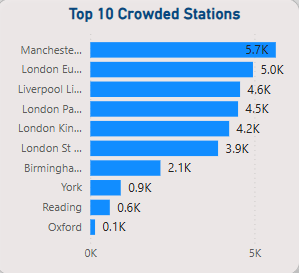 Top 10 Crowded Stations
Mancheste... 5.7K
London Eu... 5.0K
Liverpool Li... 4.6K
London Pa... 4.5K
London Kin... 4.2K
London St ... 3.9K
Birmingha... 2.1K
York 0.9K
Reading 0.6K
Oxford 0.1K
0K 5K